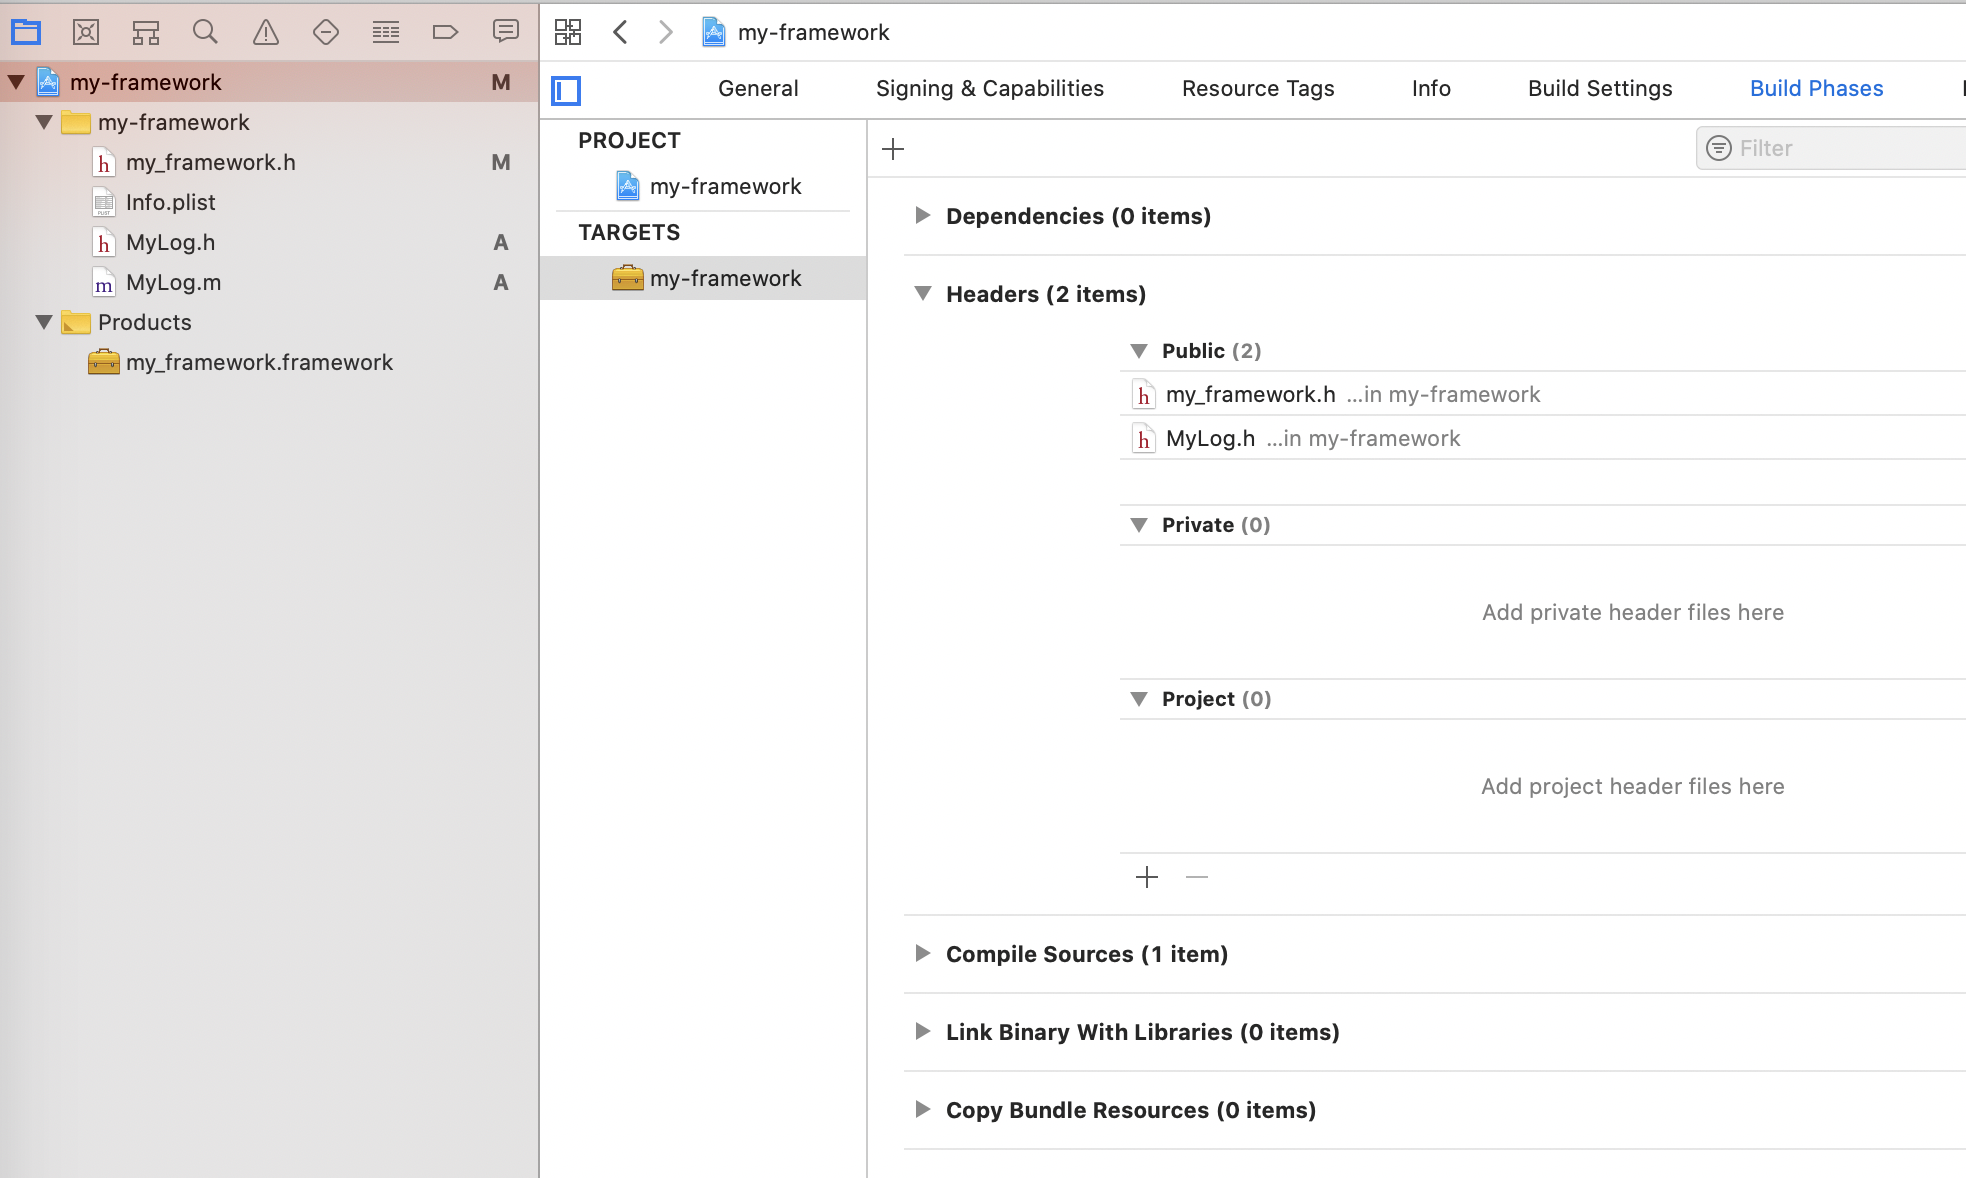 my-framework
General
Signing & Capabilities
Resource Tags
Info
Build Settings
Build Phases
my-framework M
my-framework
my_framework.h M
Info.plist
MyLog.h A
MyLog.m A
Products
my_framework.framework
PROJECT
my-framework
TARGETS
my-framework
Filter
Dependencies (0 items)
Headers (2 items)
Public (2)
h my_framework.h ...in my-framework
h MyLog.h ...in my-framework
Private (0)
Add private header files here
Project (0)
Add project header files here
Compile Sources (1 item)
Link Binary With Libraries (0 items)
Copy Bundle Resources (0 items)